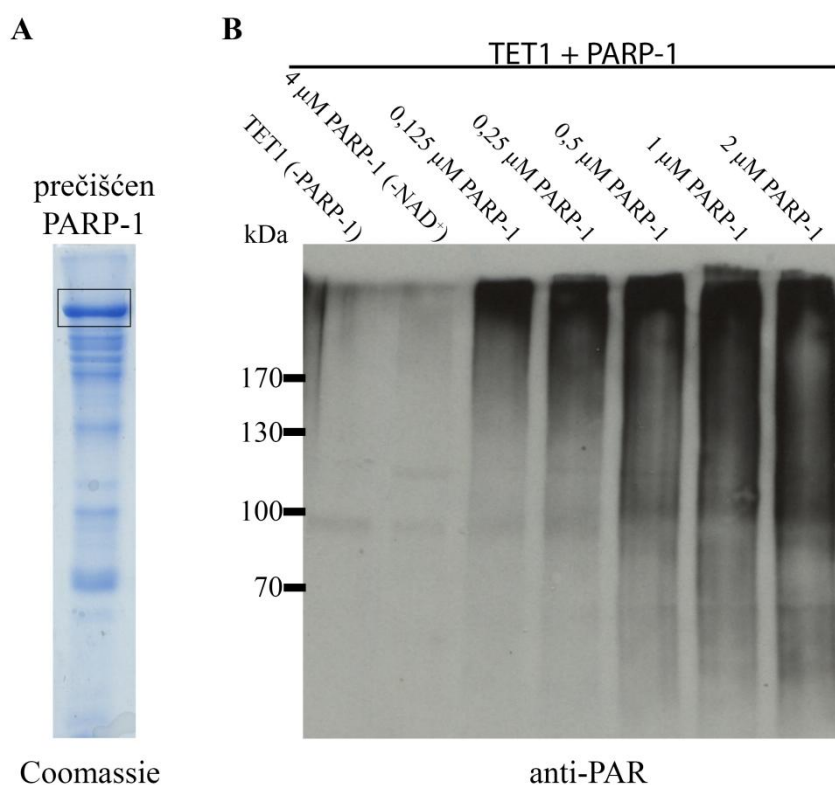 A
prečišćen
PARP-1
Coomassie
B
TET1 + PARP-1
TET1 (-PARP-1)
4 µM PARP-1 (-NAD⁺)
0,125 µM PARP-1
0,25 µM PARP-1
0,5 µM PARP-1
1 µM PARP-1
2 µM PARP-1
kDa
170
130
100
70
anti-PAR